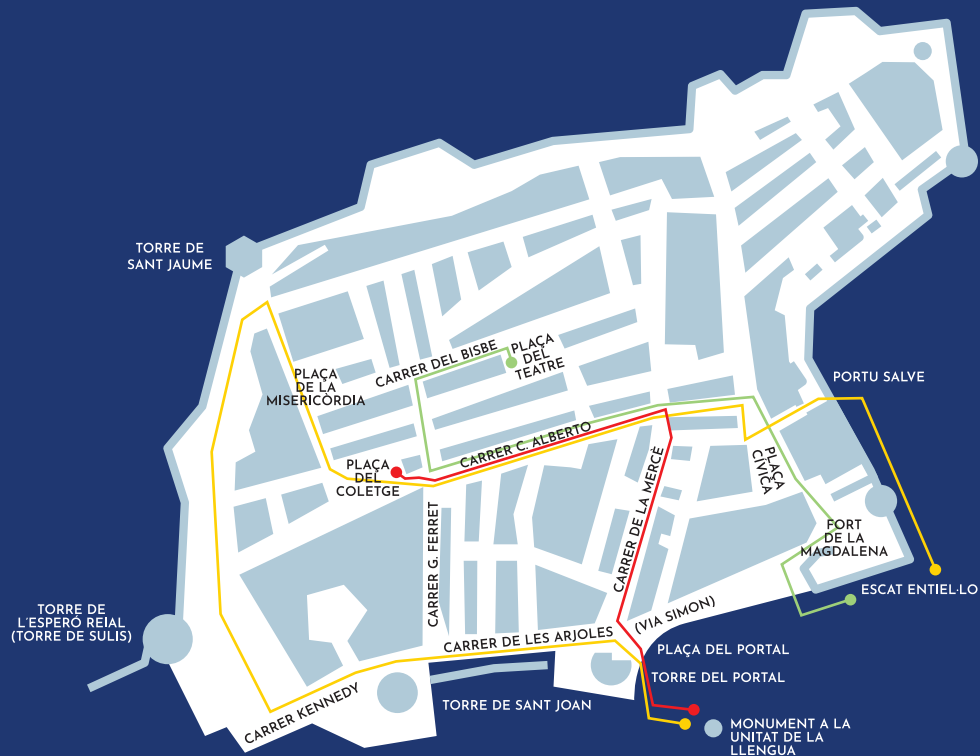 TORRE DE
SANT JAUME
PLAÇA
DE LA
MISERICÒRDIA
CARRER DEL BISBE
PLAÇA
DEL
TEATRE
PORTU SALVE
CARRER C. ALBERTO
PLAÇA
DEL
COLETGE
PLAÇA
CÍVICA
CARRER G. FERRET
CARRER DE LA MERCÈ
FORT
DE LA
MAGDALENA
ESCAT ENTIEL·LO
TORRE DE
L'ESPERÓ REIAL
(TORRE DE SULIS)
(VIA SIMON)
CARRER DE LES ARJOLES
PLAÇA DEL PORTAL
TORRE DEL PORTAL
CARRER KENNEDY
TORRE DE SANT JOAN
MONUMENT A LA
UNITAT DE LA
LLENGUA